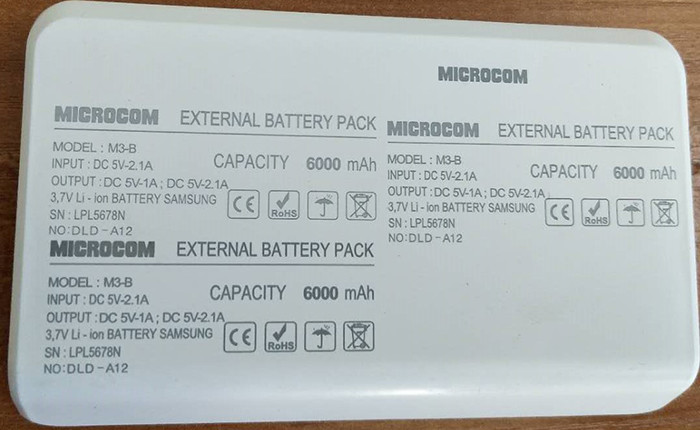 MICROCOM
MICROCOM EXTERNAL BATTERY PACK
MODEL : M3-B
INPUT : DC 5V-2.1A
CAPACITY 6000 mAh
OUTPUT : DC 5V-1A ; DC 5V-2.1A
3,7V Li - ion BATTERY SAMSUNG
CE RoHS
SN : LPL5678N
NO:DLD-A12
MICROCOM EXTERNAL BATTERY PACK
MODEL : M3-B
INPUT : DC 5V-2.1A
CAPACITY 6000 mAh
OUTPUT : DC 5V-1A ; DC 5V-2.1A
3,7V Li - ion BATTERY SAMSUNG
CE RoHS
SN : LPL5678N
NO:DLD-A12
MICROCOM EXTERNAL BATTERY PACK
MODEL : M3-B
INPUT : DC 5V-2.1A
CAPACITY 6000 mAh
OUTPUT : DC 5V-1A ; DC 5V-2.1A
3,7V Li - ion BATTERY SAMSUNG
CE RoHS
SN : LPL5678N
NO:DLD-A12